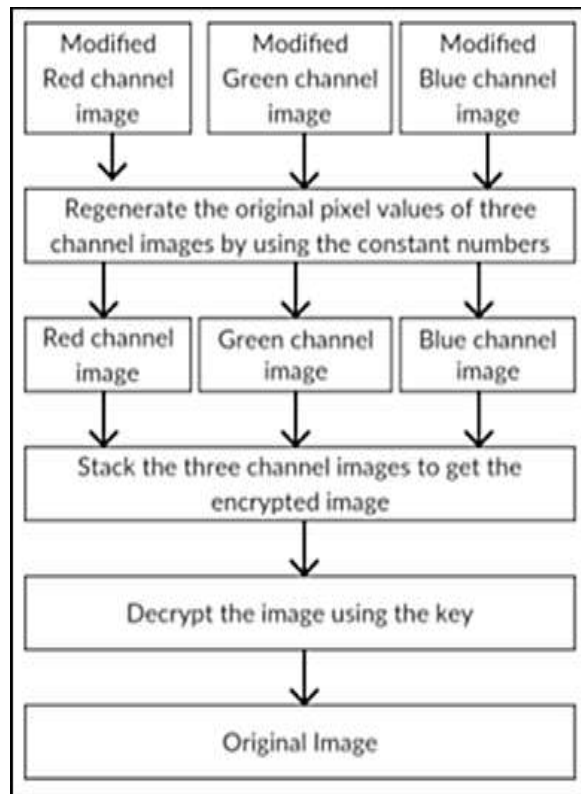 Modified
Red channel
image
Modified
Green channel
image
Modified
Blue channel
image
Regenerate the original pixel values of three
channel images by using the constant numbers
Red channel
image
Green channel
image
Blue channel
image
Stack the three channel images to get the
encrypted image
Decrypt the image using the key
Original Image